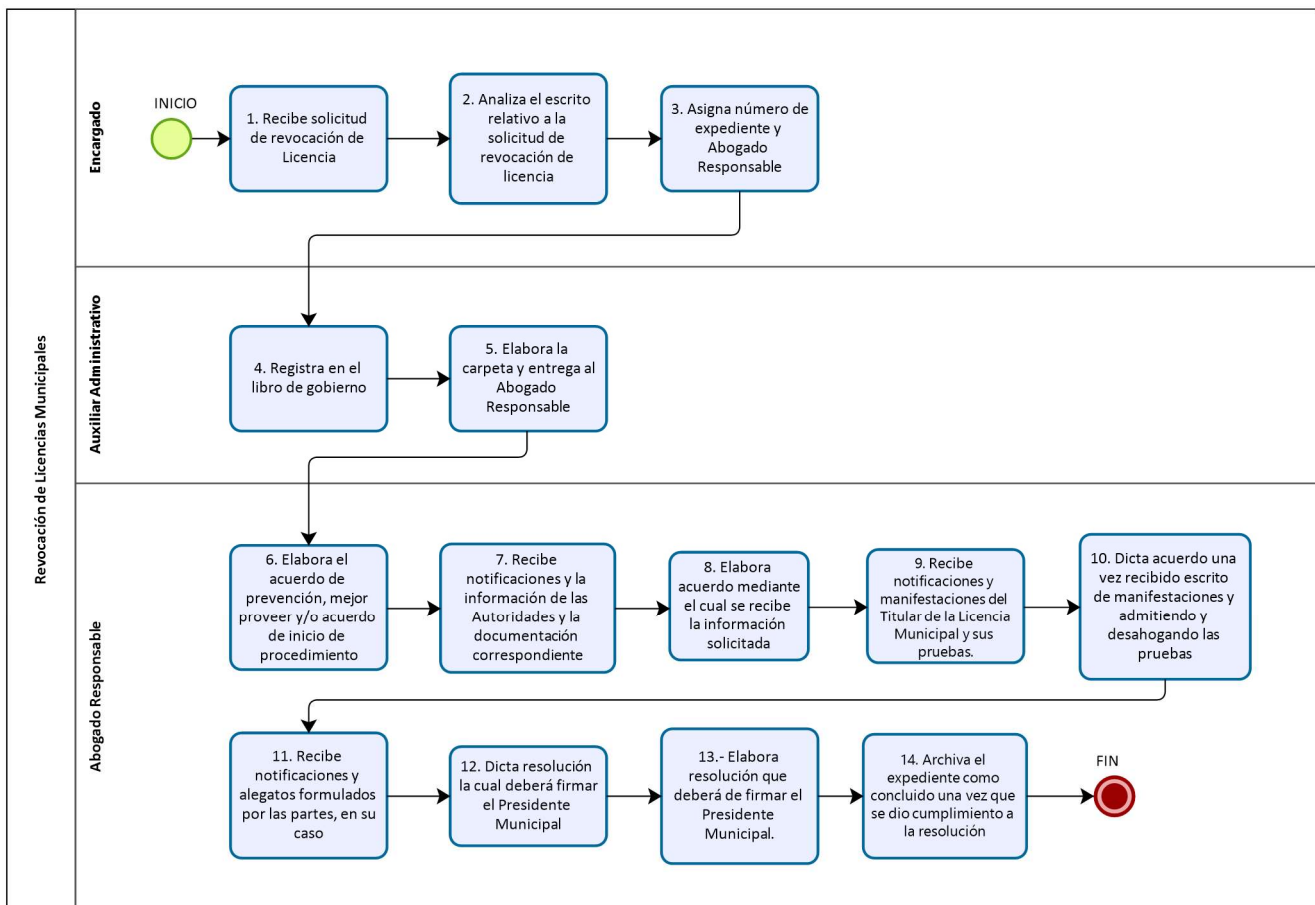 Revocación de Licencias Municipales
Encargado
INICIO
1. Recibe solicitud
de revocación de
Licencia
2. Analiza el escrito
relativo a la
solicitud de
revocación de
licencia
3. Asigna número de
expediente y
Abogado
Responsable
Auxiliar Administrativo
4. Registra en el
libro de gobierno
5. Elabora la
carpeta y entrega al
Abogado
Responsable
Abogado Responsable
6. Elabora el
acuerdo de
prevención, mejor
proveer y/o acuerdo
de inicio de
procedimiento
7. Recibe
notificaciones y la
información de las
Autoridades y la
documentación
correspondiente
8. Elabora
acuerdo mediante
el cual se recibe
la información
solicitada
9. Recibe
notificaciones y
manifestaciones del
Titular de la Licencia
Municipal y sus
pruebas.
10. Dicta acuerdo una
vez recibido escrito
de manifestaciones y
admitiendo y
desahogando las
pruebas
11. Recibe
notificaciones y
alegatos formulados
por las partes, en su
caso
12. Dicta resolución
la cual deberá firmar
el Presidente
Municipal
13.- Elabora
resolución que
deberá de firmar el
Presidente
Municipal.
14. Archiva el
expediente como
concluido una vez que
se dio cumplimiento a
la resolución
FIN